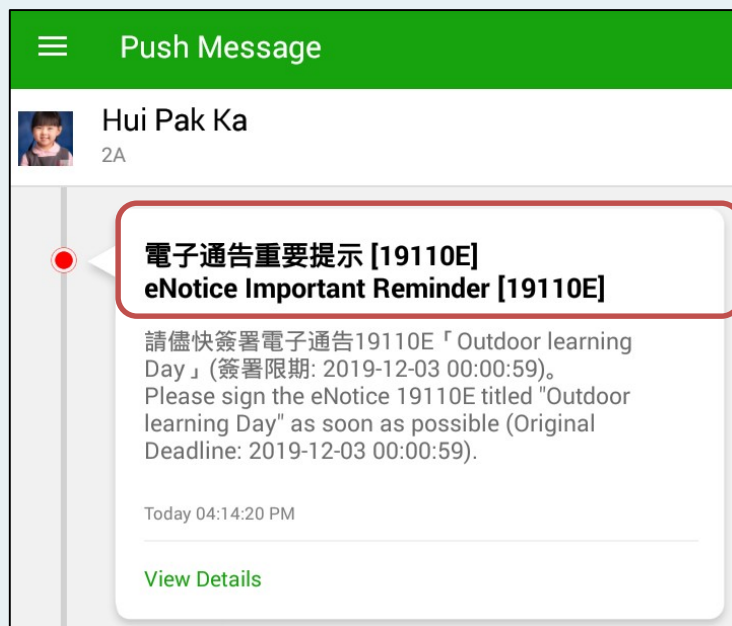 Push Message
Hui Pak Ka
2A
電子通告重要提示 [19110E]
eNotice Important Reminder [19110E]
請儘快簽署電子通告19110E「Outdoor learning
Day」(簽署限期: 2019-12-03 00:00:59)。
Please sign the eNotice 19110E titled "Outdoor
learning Day" as soon as possible (Original
Deadline: 2019-12-03 00:00:59).
Today 04:14:20 PM
View Details